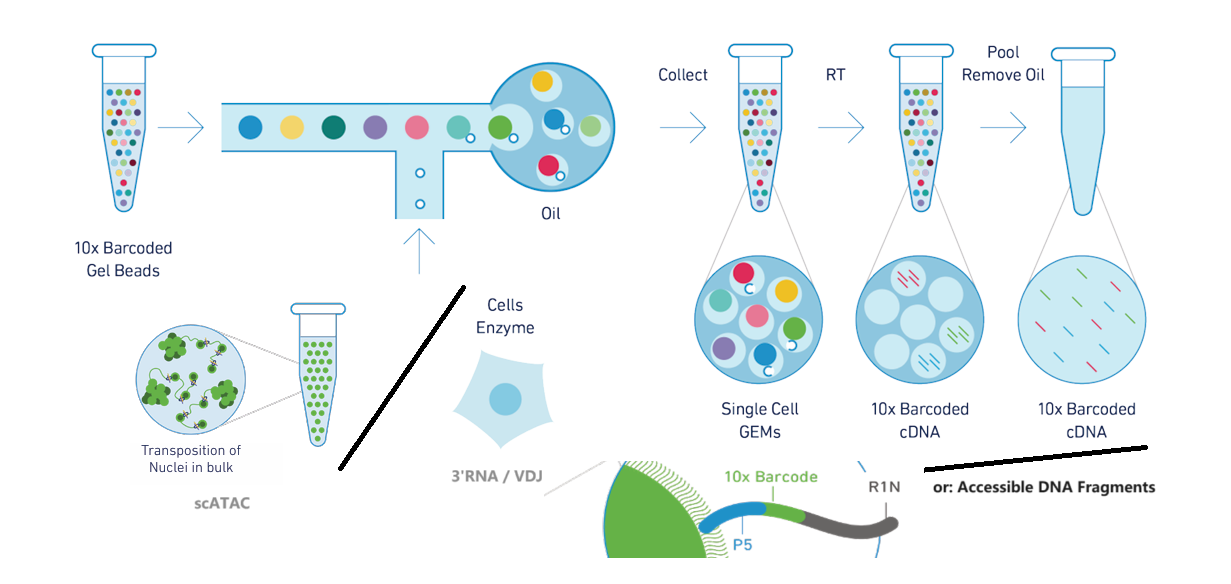 Collect
RT
Pool
Remove Oil
Oil
10x Barcoded
Gel Beads
Cells
Enzyme
Transposition of
Nuclei in bulk
scATAC
3'RNA / VDJ
Single Cell
GEMs
10x Barcoded
cDNA
10x Barcoded
cDNA
or: Accessible DNA Fragments
10x Barcode
R1N
P5